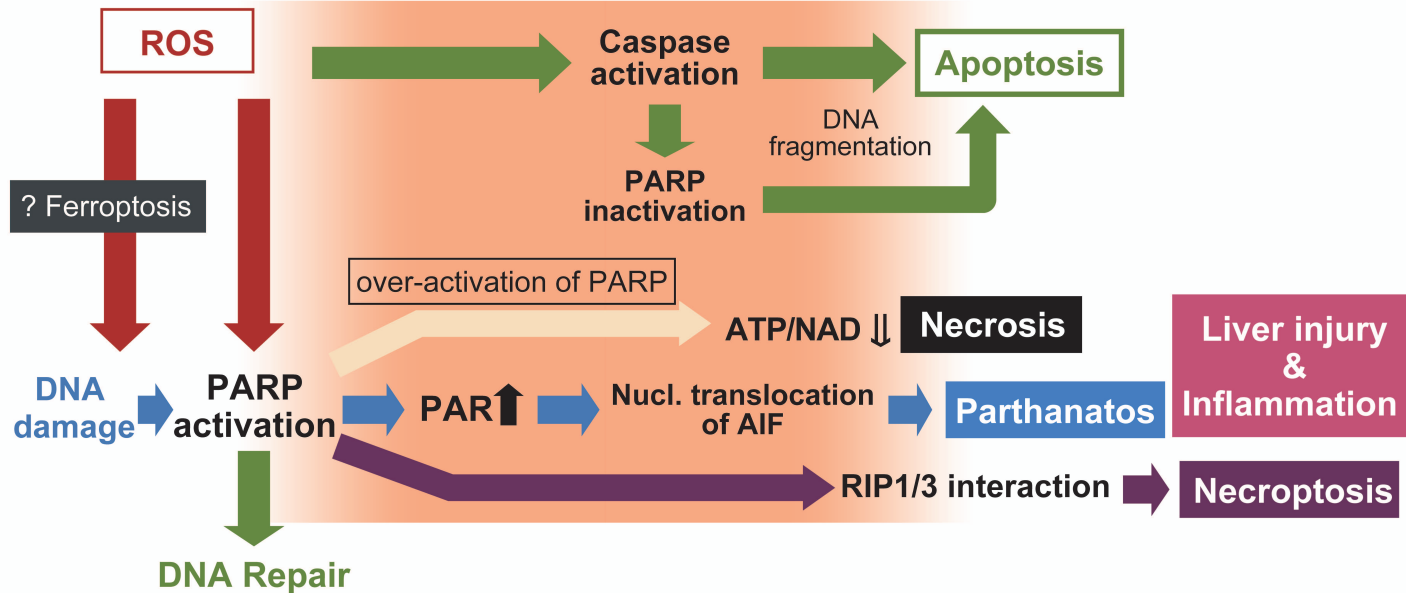 ROS
Caspase
activation
Apoptosis
DNA
fragmentation
PARP
inactivation
? Ferroptosis
over-activation of PARP
ATP/NAD ⇓
Necrosis
Liver injury
&
Inflammation
DNA
damage
PARP
activation
PAR
Nucl. translocation
of AIF
Parthanatos
RIP1/3 interaction
Necroptosis
DNA Repair